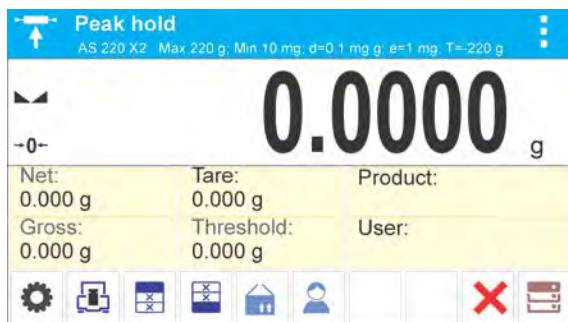 Peak hold
AS 220 X2 Max 220 g; Min 10 mg; d=0.1 mg g; e=1 mg; T=-220 g
→0←
0.0000 g
Net: Tare: Product:
0.000 g 0.000 g
Gross: Threshold: User:
0.000 g 0.000 g